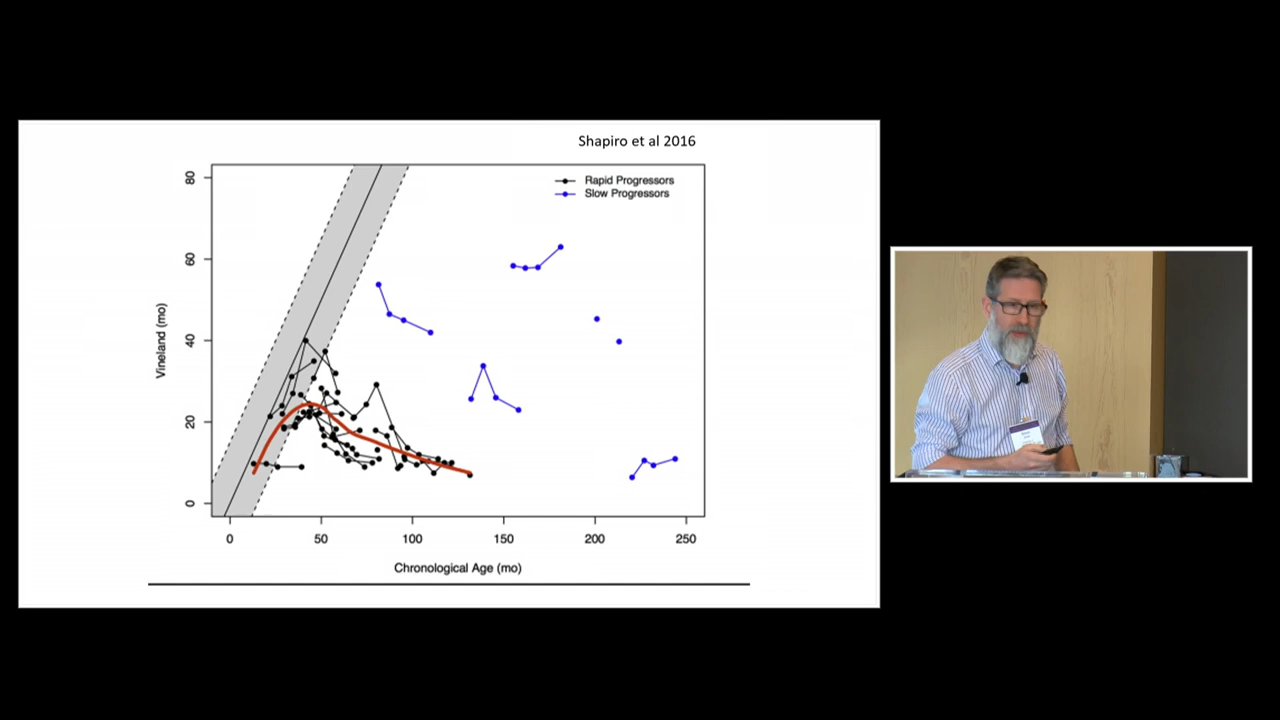 Shapiro et al 2016
Rapid Progressors
Slow Progressors
80
60
40
20
0
Vineland (mo)
0 50 100 150 200 250
Chronological Age (mo)